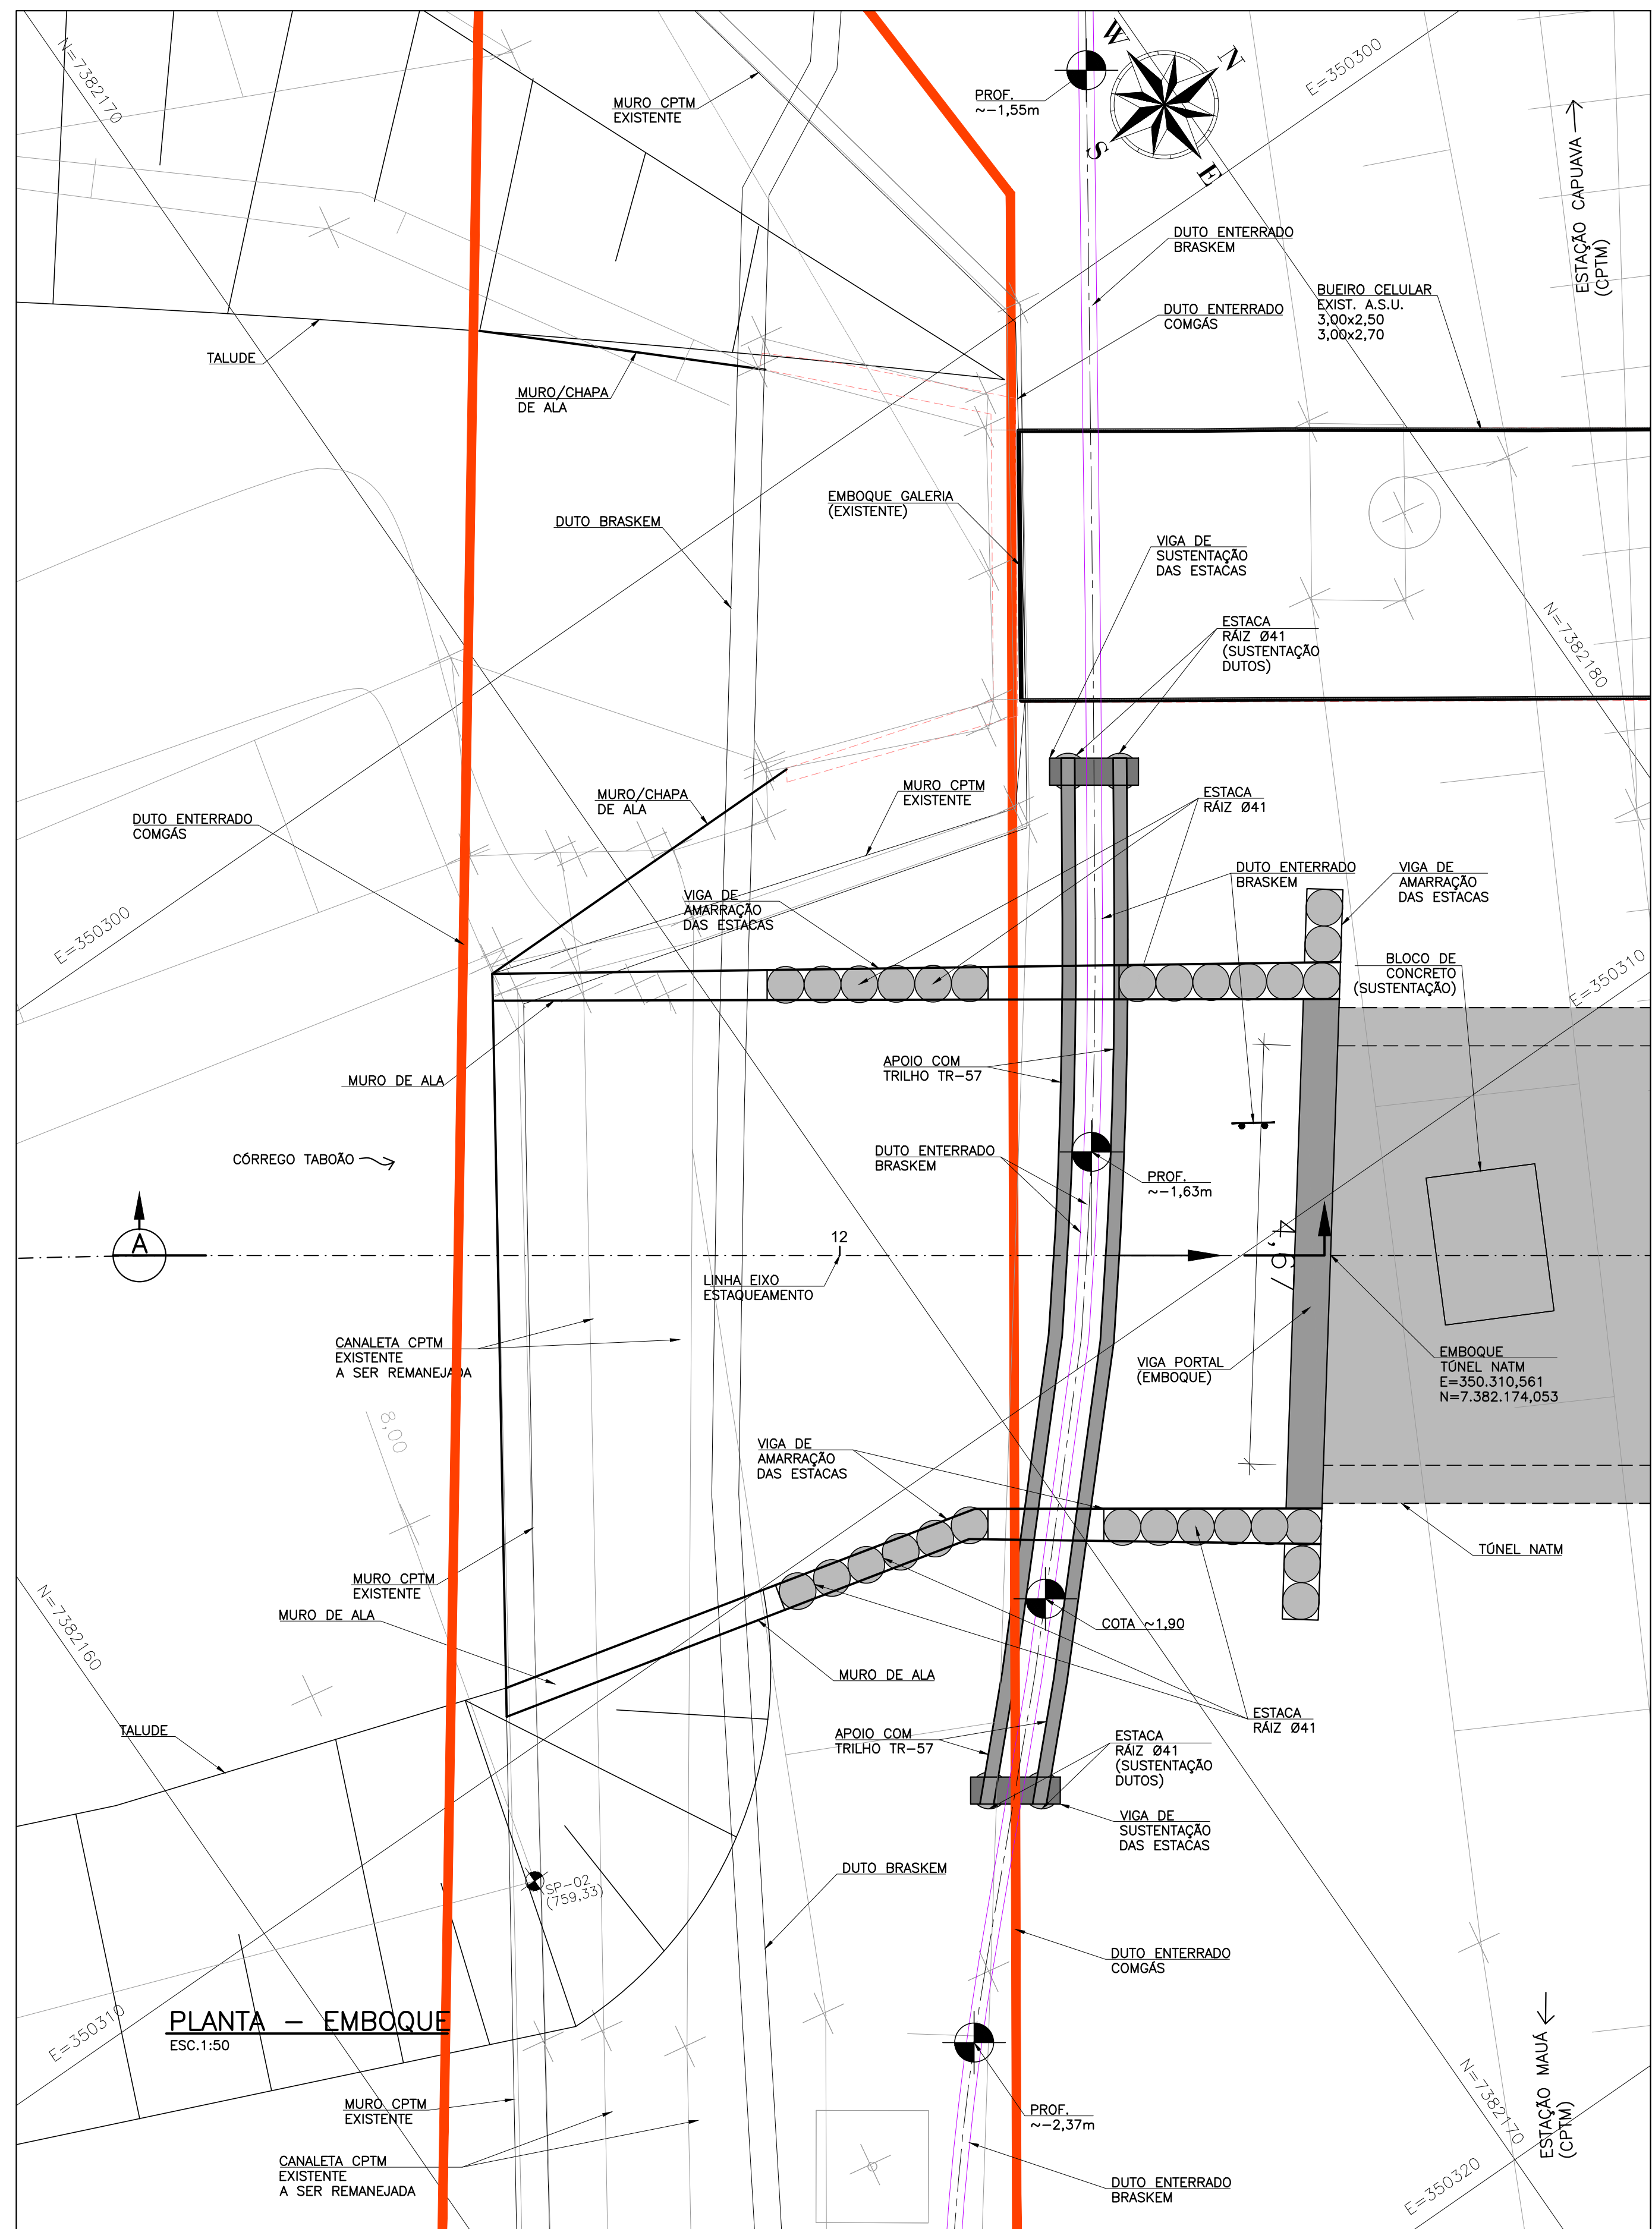 N=7382170
MURO CPTM
EXISTENTE
PROF.
~-1,55m
W
N
S
E
E=350300
ESTAÇÃO CAPUAVA
(CPTM)
DUTO ENTERRADO
BRASKEM
BUEIRO CELULAR
EXIST. A.S.U.
3,00x2,50
3,00x2,70
DUTO ENTERRADO
COMGÁS
TALUDE
MURO/CHAPA
DE ALA
EMBOQUE GALERIA
(EXISTENTE)
DUTO BRASKEM
VIGA DE
SUSTENTAÇÃO
DAS ESTACAS
ESTACA
RÁIZ Ø41
(SUSTENTAÇÃO
DUTOS)
N=7382180
MURO/CHAPA
DE ALA
MURO CPTM
EXISTENTE
ESTACA
RÁIZ Ø41
DUTO ENTERRADO
COMGÁS
VIGA DE
AMARRAÇÃO
DAS ESTACAS
DUTO ENTERRADO
BRASKEM
VIGA DE
AMARRAÇÃO
DAS ESTACAS
E=350300
BLOCO DE
CONCRETO
(SUSTENTAÇÃO)
E=350310
MURO DE ALA
APOIO COM
TRILHO TR-57
CÓRREGO TABOÃO
DUTO ENTERRADO
BRASKEM
PROF.
~-1,63m
A
12
4,67
LINHA EIXO
ESTAQUEAMENTO
CANALETA CPTM
EXISTENTE
A SER REMANEJADA
VIGA PORTAL
(EMBOQUE)
EMBOQUE
TÚNEL NATM
E=350.310,561
N=7.382.174,053
8,00
VIGA DE
AMARRAÇÃO
DAS ESTACAS
TÚNEL NATM
MURO CPTM
EXISTENTE
N=7382160
MURO DE ALA
COTA ~1,90
MURO DE ALA
TALUDE
APOIO COM
TRILHO TR-57
ESTACA
RÁIZ Ø41
(SUSTENTAÇÃO
DUTOS)
ESTACA
RÁIZ Ø41
VIGA DE
SUSTENTAÇÃO
DAS ESTACAS
DUTO BRASKEM
SP-02
(759,33)
DUTO ENTERRADO
COMGÁS
PLANTA - EMBOQUE
ESC.1:50
E=350310
MURO CPTM
EXISTENTE
PROF.
~-2,37m
N=7382170
ESTAÇÃO MAUÁ
(CPTM)
CANALETA CPTM
EXISTENTE
A SER REMANEJADA
DUTO ENTERRADO
BRASKEM
E=350320